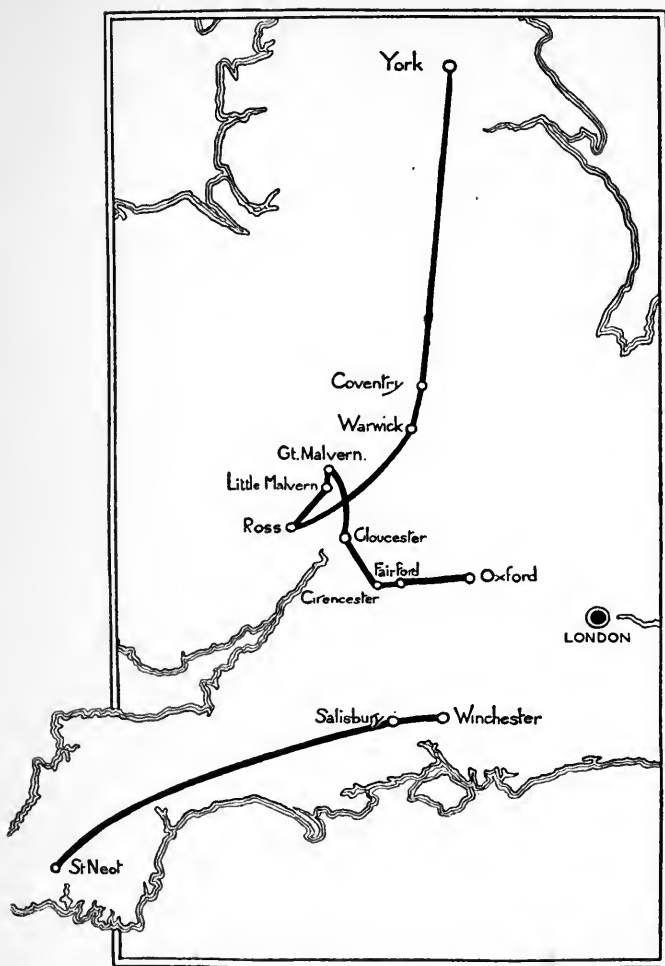 York
Coventry
Warwick
Gt. Malvern.
Little Malvern
Ross
Gloucester
Fairford
Oxford
Cirencester
LONDON
Salisbury
Winchester
St Neot